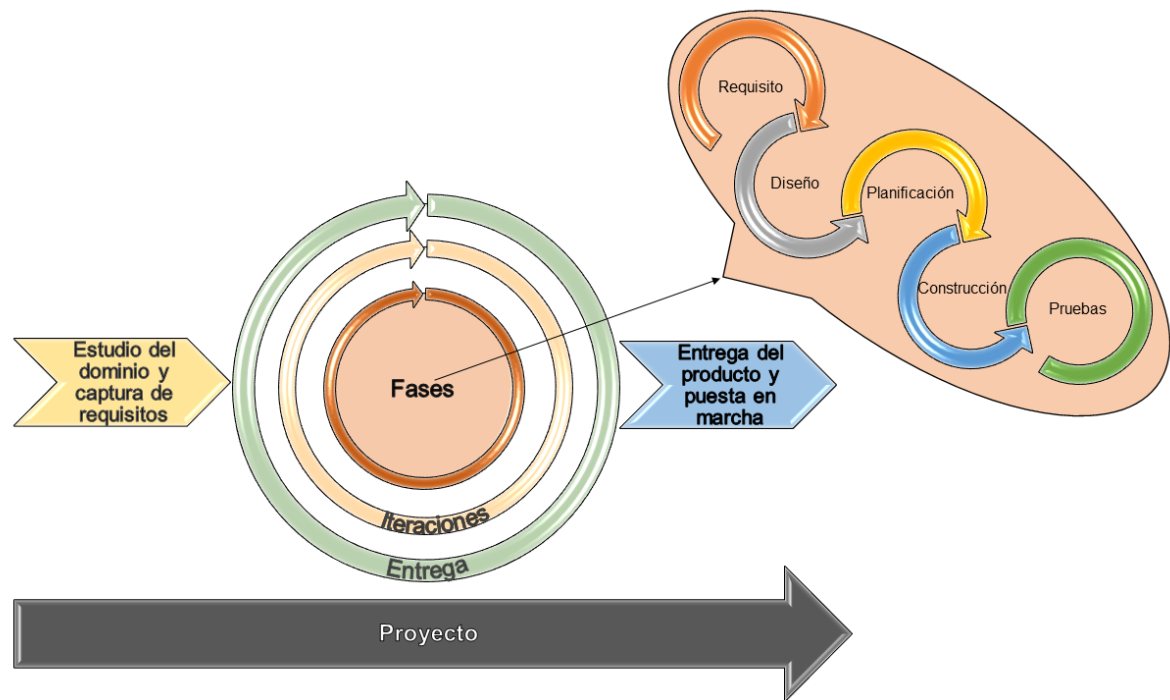 Requisito
Diseño
Planificación
Construcción
Pruebas
Estudio del
dominio y
captura de
requisitos
Fases
Iteraciones
Entrega
Entrega del
producto y
puesta en
marcha
Proyecto